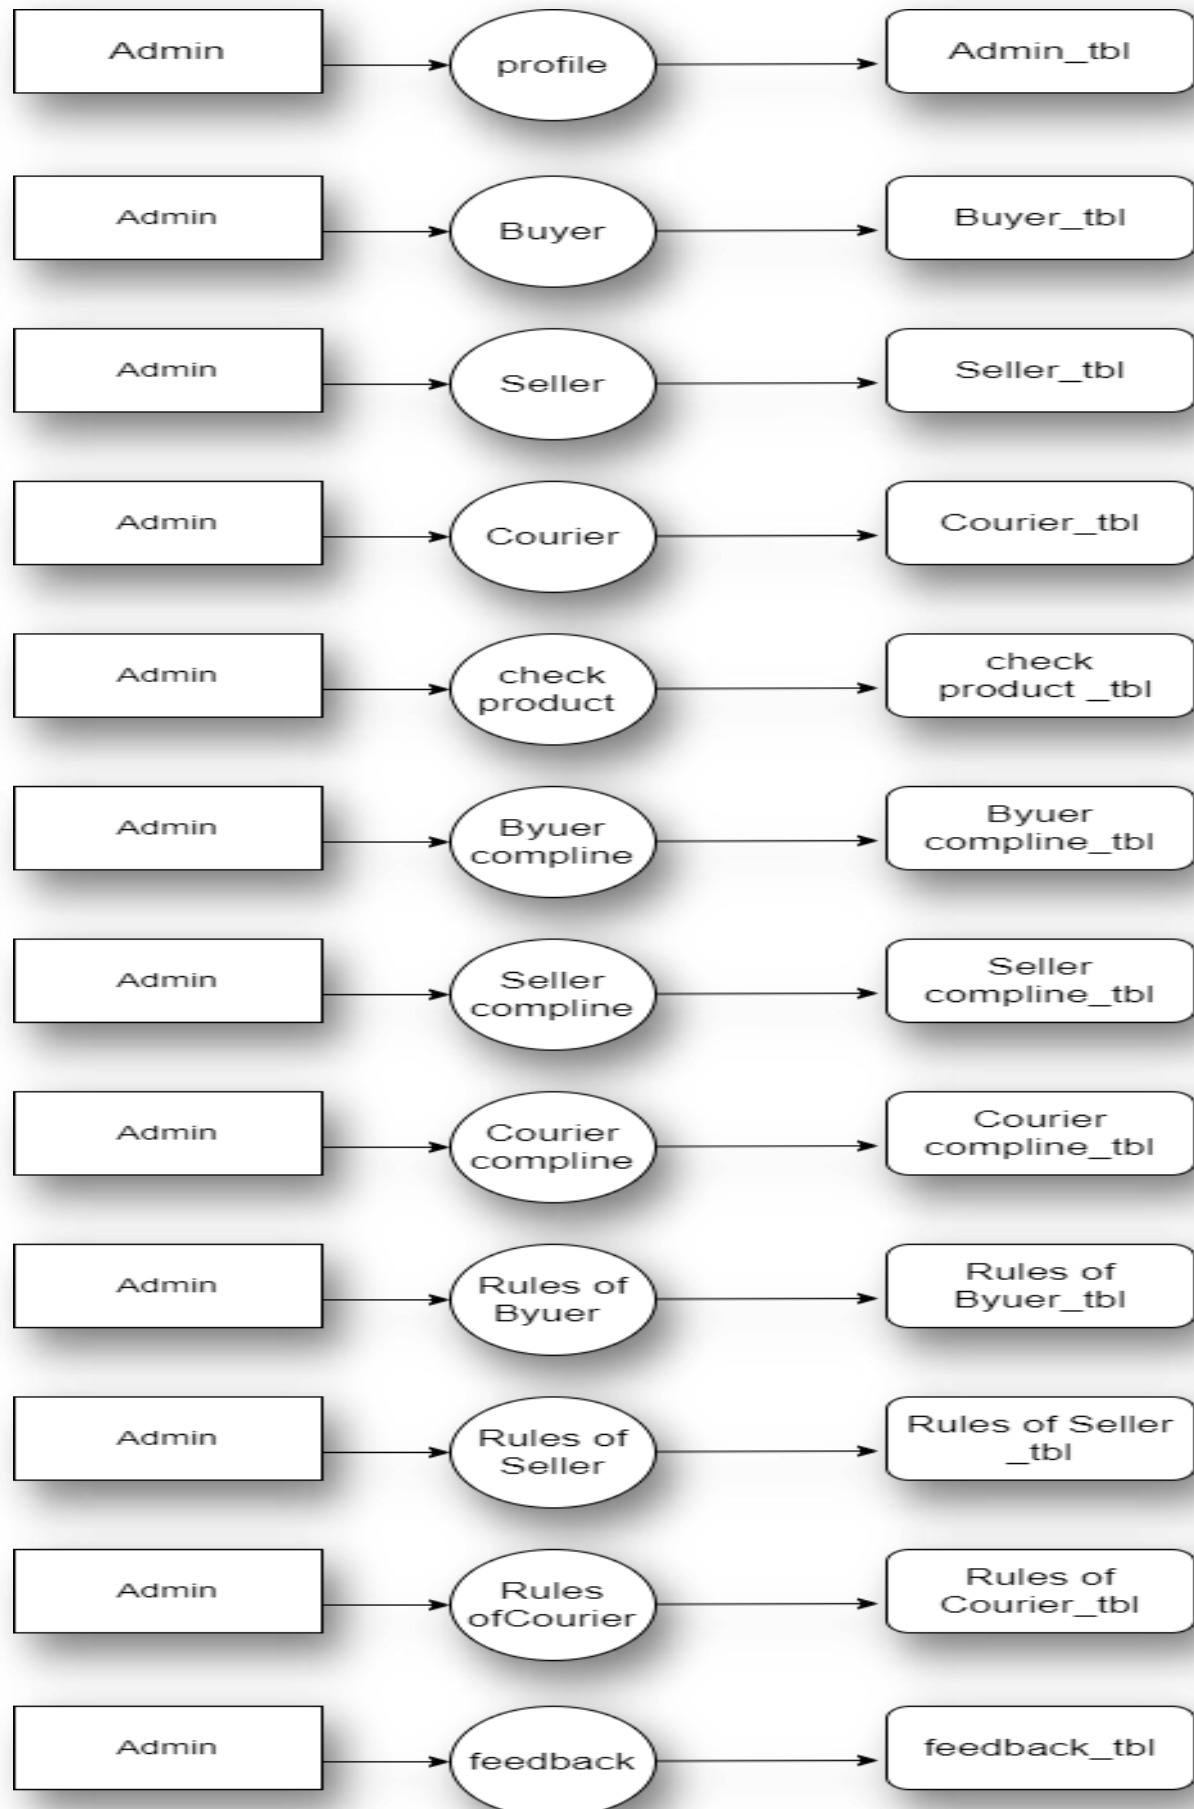 Admin
profile
Admin_tbl
Admin
Buyer
Buyer_tbl
Admin
Seller
Seller_tbl
Admin
Courier
Courier_tbl
Admin
check
product
check
product _tbl
Admin
Byuer
compline
Byuer
compline_tbl
Admin
Seller
compline
Seller
compline_tbl
Admin
Courier
compline
Courier
compline_tbl
Admin
Rules of
Byuer
Rules of
Byuer_tbl
Admin
Rules of
Seller
Rules of Seller
_tbl
Admin
Rules
ofCourier
Rules of
Courier_tbl
Admin
feedback
feedback_tbl